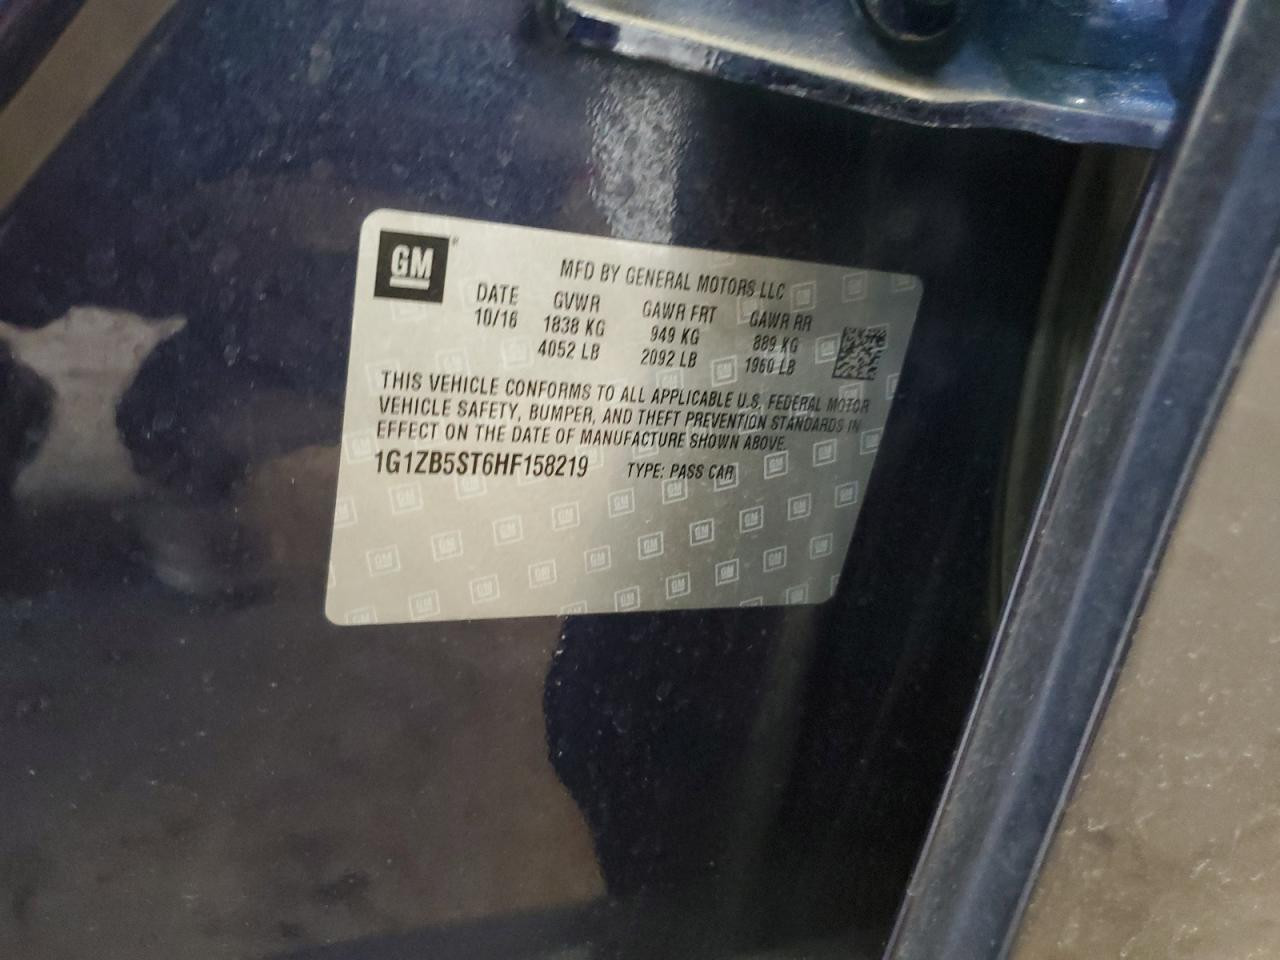 GM
MFD BY GENERAL MOTORS LLC
DATE GVWR GAWR FRT GAWR RR
10/16 1838 KG 949 KG 889 KG
4052 LB 2092 LB 1960 LB
THIS VEHICLE CONFORMS TO ALL APPLICABLE U.S. FEDERAL MOTOR
VEHICLE SAFETY, BUMPER, AND THEFT PREVENTION STANDARDS IN
EFFECT ON THE DATE OF MANUFACTURE SHOWN ABOVE.
1G1ZB5ST6HF158219 TYPE: PASS CAR